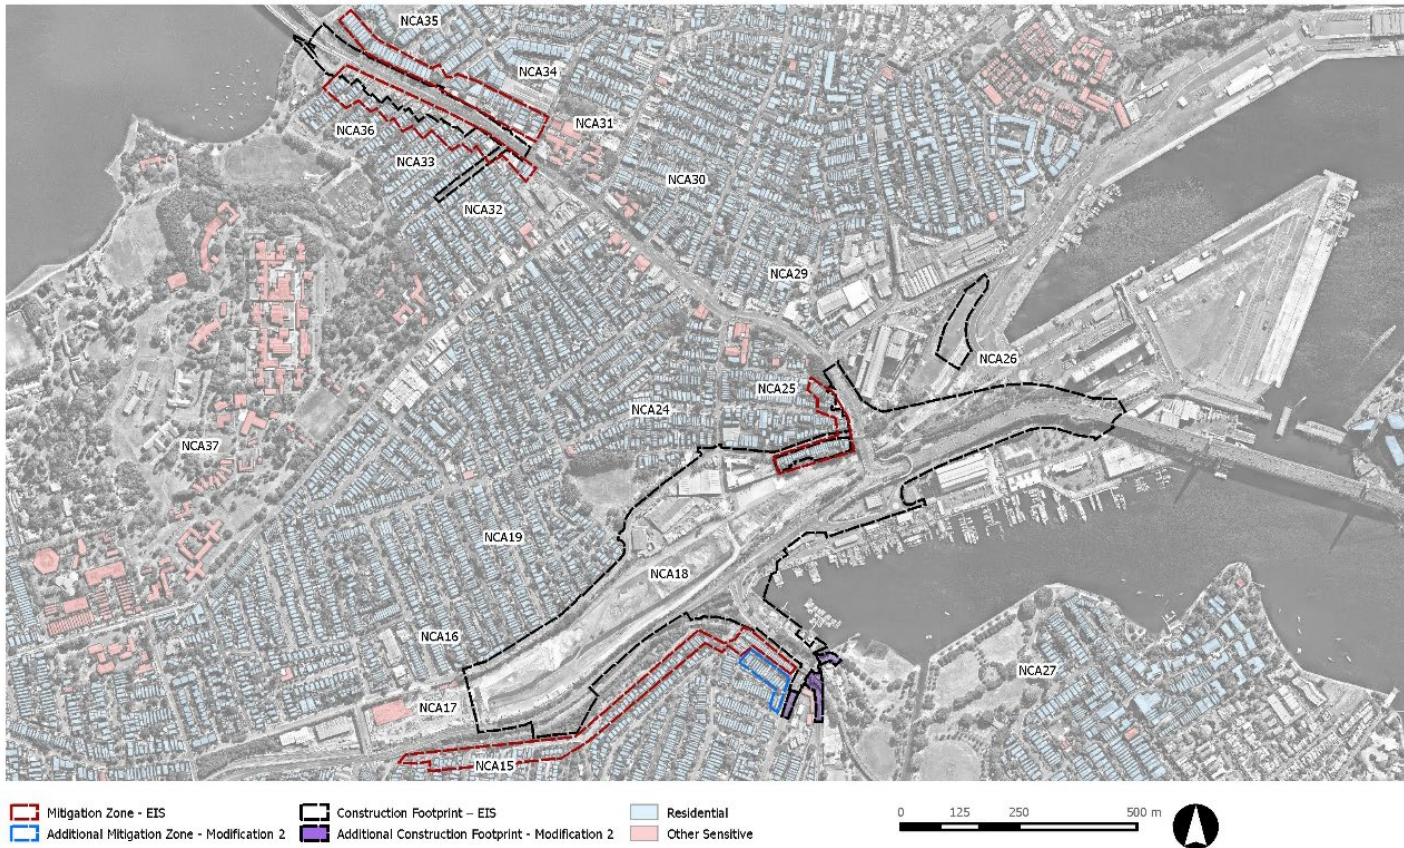 NCA35
NCA34
NCA31
NCA36
NCA33
NCA30
NCA32
NCA29
NCA26
NCA25
NCA24
NCA37
NCA19
NCA18
NCA16
NCA27
NCA17
NCA15
Mitigation Zone - EIS
Additional Mitigation Zone - Modification 2
Construction Footprint – EIS
Additional Construction Footprint - Modification 2
Residential
Other Sensitive
0 125 250 500 m